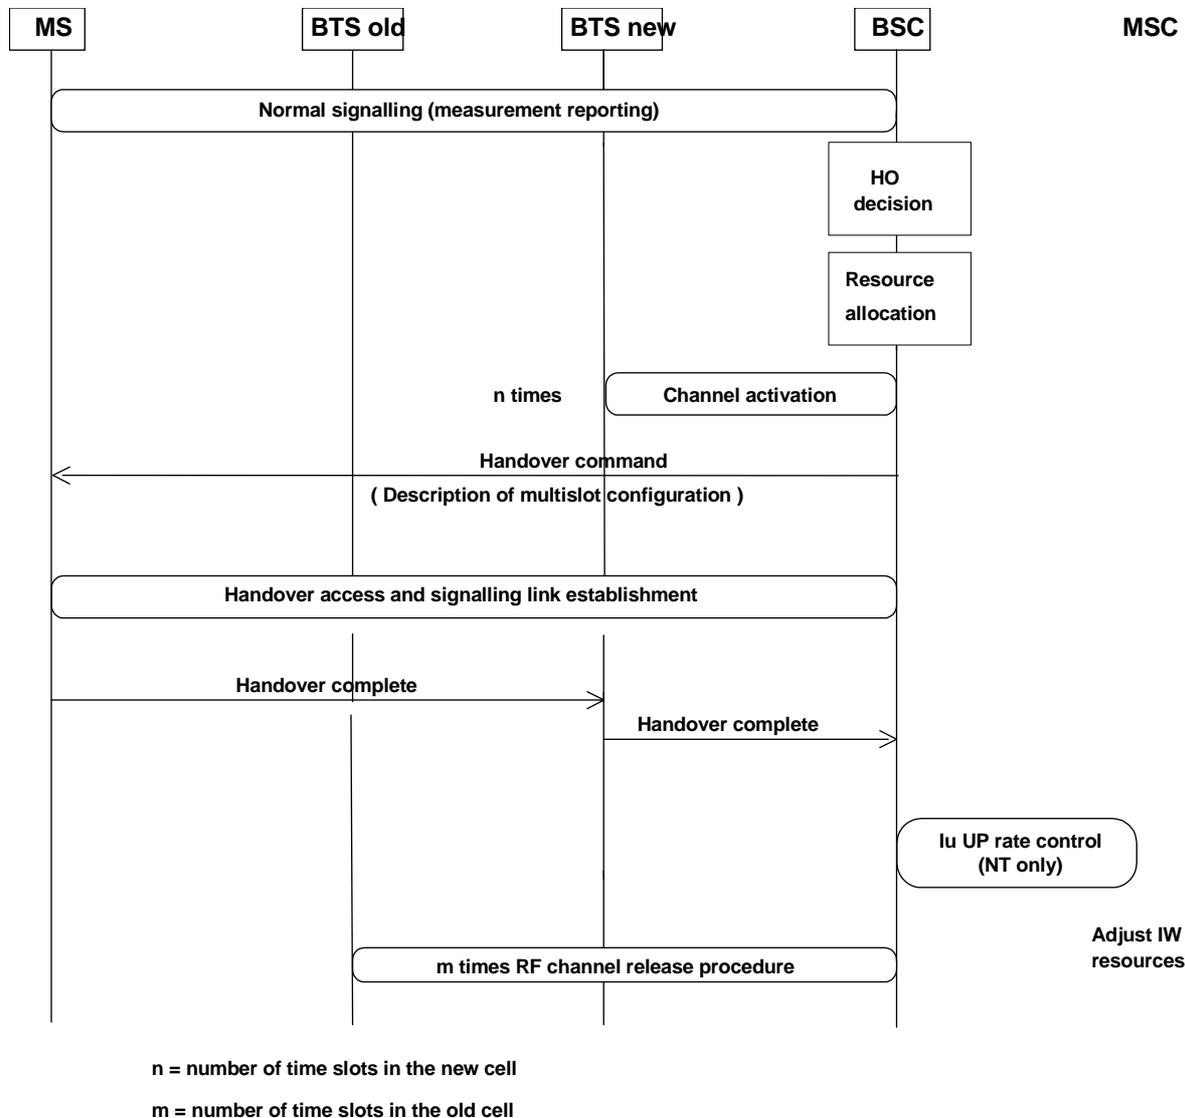 MS
BTS old
BTS new
BSC
MSC
Normal signalling (measurement reporting)
HO
decision
Resource
allocation
n times
Channel activation
Handover command
( Description of multislot configuration )
Handover access and signalling link establishment
Handover complete
Handover complete
Iu UP rate control
(NT only)
Adjust IW
resources
m times RF channel release procedure
n = number of time slots in the new cell
m = number of time slots in the old cell